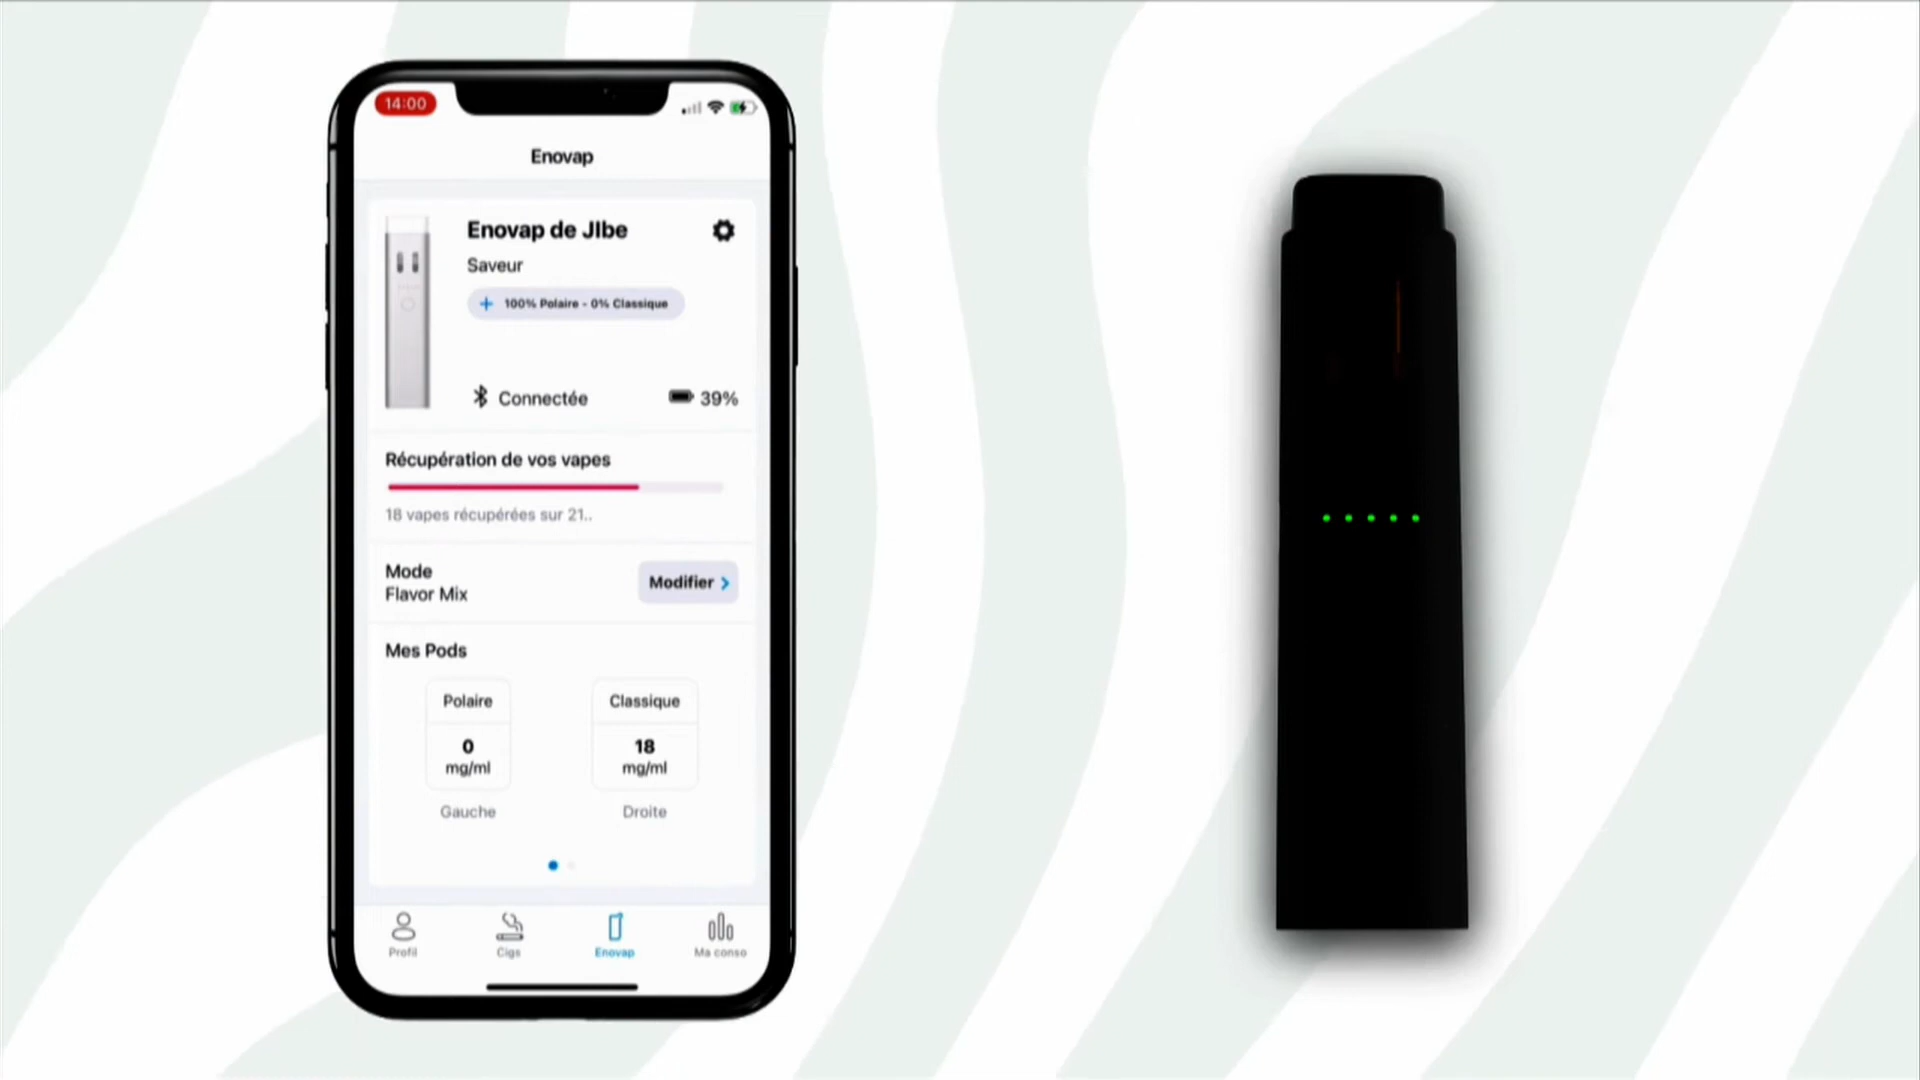 14:00
Enovap
Enovap de JIbe
Saveur
+ 100% Polaire - 0% Classique
Connectée
39%
Récupération de vos vapes
18 vapes récupérées sur 21..
Mode
Flavor Mix
Modifier >
Mes Pods
Polaire
Classique
0
mg/ml
18
mg/ml
Gauche
Droite
Profil
Cigs
Enovap
Ma conso